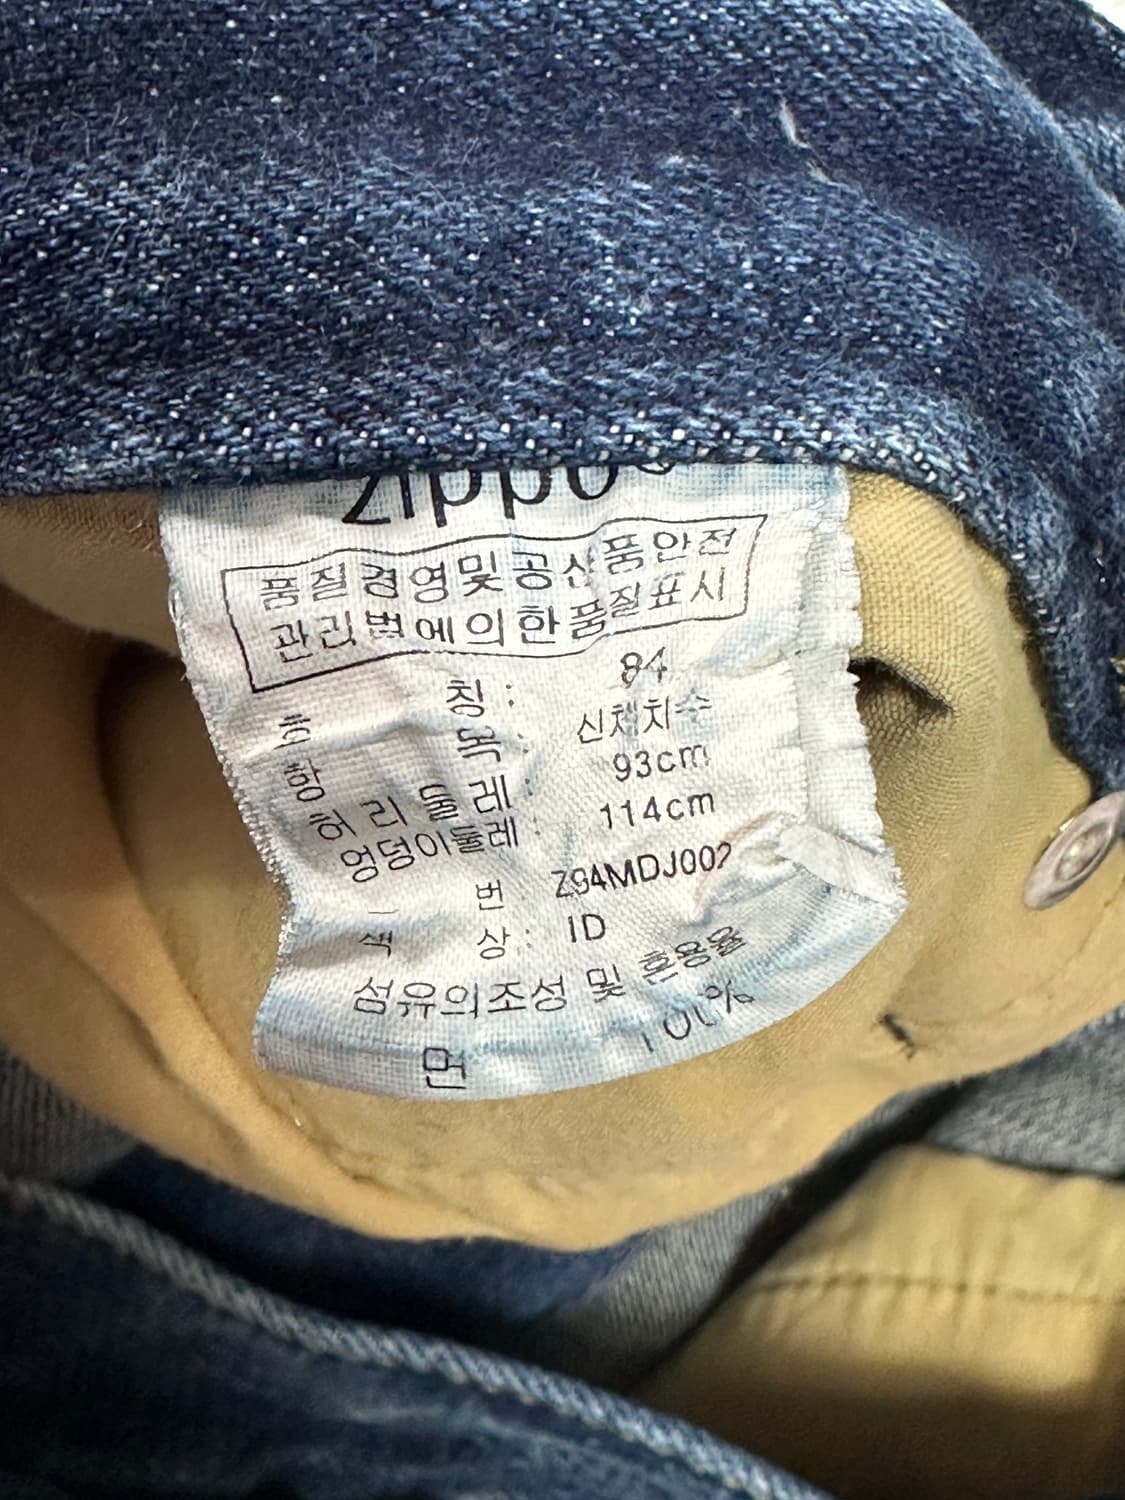 zippo
품질경영및공산품안전
관리법에의한품질표시
호 칭 : 84
항 목 : 신체치수
허리둘레 : 93cm
엉덩이둘레 : 114cm
번 : Z94MDJ002
색 상 : ID
섬유의조성 및 혼용율
면 100%